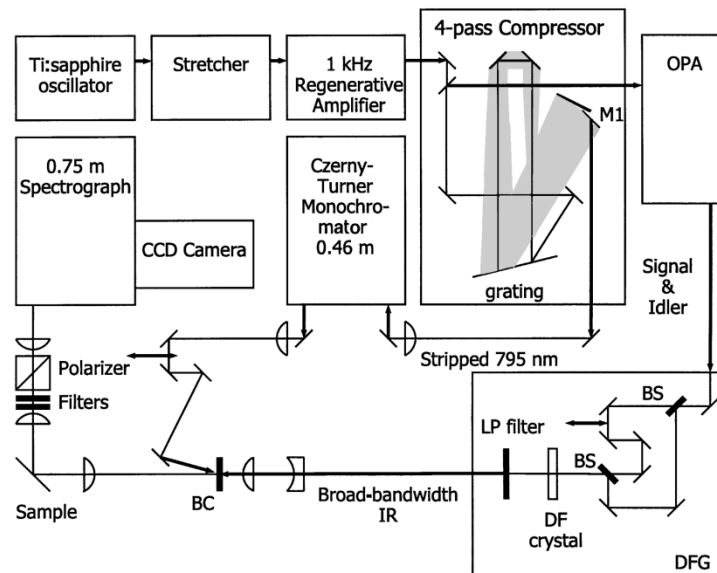 Ti:sapphire
oscillator
Stretcher
1 kHz
Regenerative
Amplifier
4-pass Compressor
M1
grating
OPA
0.75 m
Spectrograph
CCD Camera
Czerny-
Turner
Monochro-
mator
0.46 m
Signal
&
Idler
Stripped 795 nm
Polarizer
Filters
Sample
BC
Broad-bandwidth
IR
LP filter
BS
BS
DF
crystal
DFG